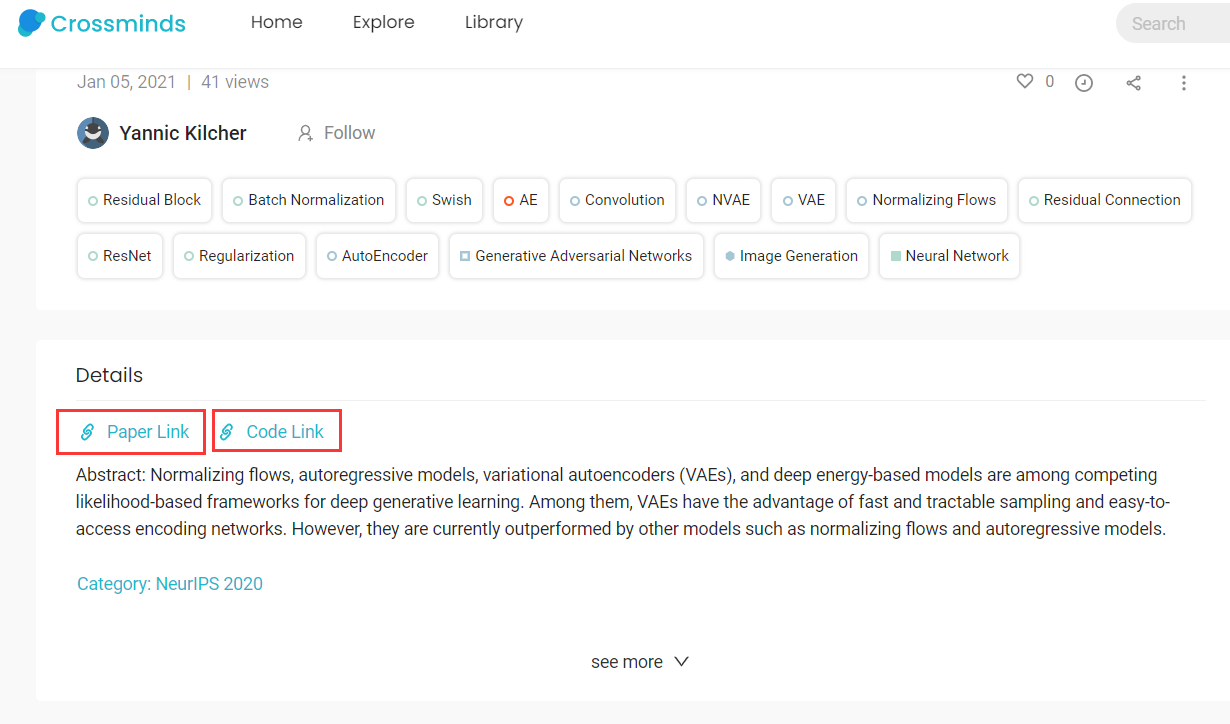 Crossminds Home Explore Library Search
Jan 05, 2021 | 41 views 0
Yannic Kilcher Follow
Residual Block Batch Normalization Swish AE Convolution NVAE VAE Normalizing Flows Residual Connection
ResNet Regularization AutoEncoder Generative Adversarial Networks Image Generation Neural Network
Details
Paper Link Code Link
Abstract: Normalizing flows, autoregressive models, variational autoencoders (VAEs), and deep energy-based models are among competing
likelihood-based frameworks for deep generative learning. Among them, VAEs have the advantage of fast and tractable sampling and easy-to-
access encoding networks. However, they are currently outperformed by other models such as normalizing flows and autoregressive models.
Category: NeurIPS 2020
see more